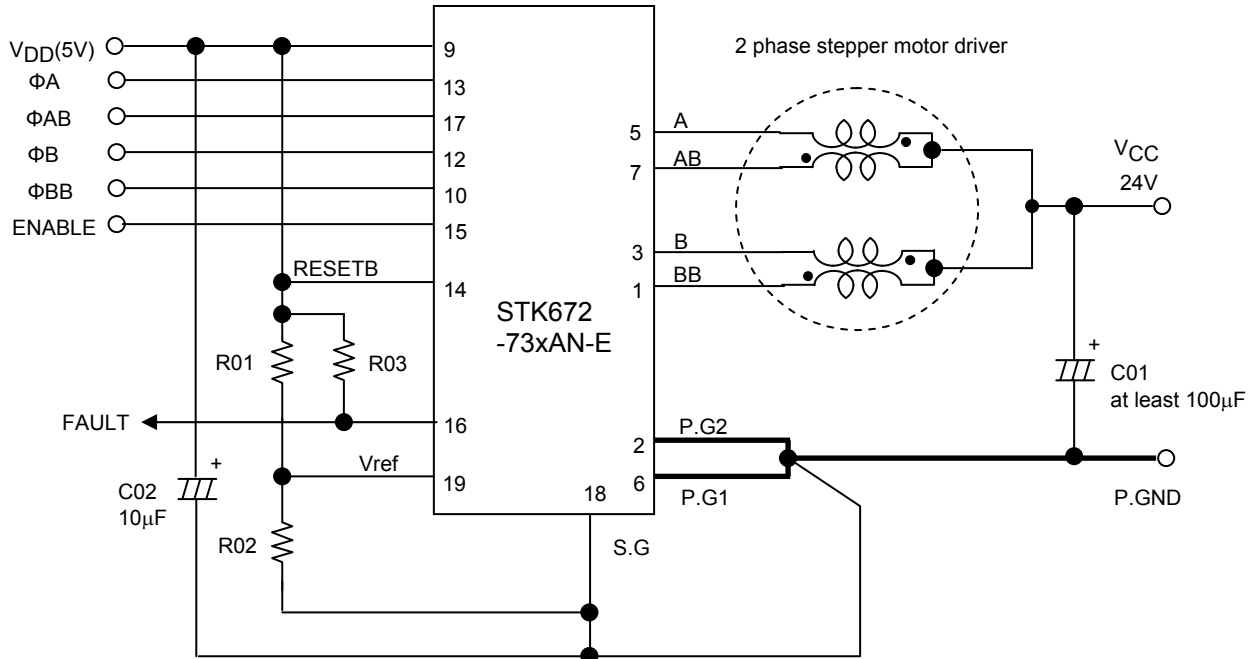 VDD(5V)
ΦA
ΦAB
ΦB
ΦBB
ENABLE
RESETB
R01
R03
FAULT
Vref
+
C02
10μF
R02
9
13
17
12
10
15
14
16
19
18
STK672
-73xAN-E
5
7
3
1
2
6
S.G
2 phase stepper motor driver
A
AB
B
BB
P.G2
P.G1
VCC
24V
+
C01
at least 100μF
P.GND